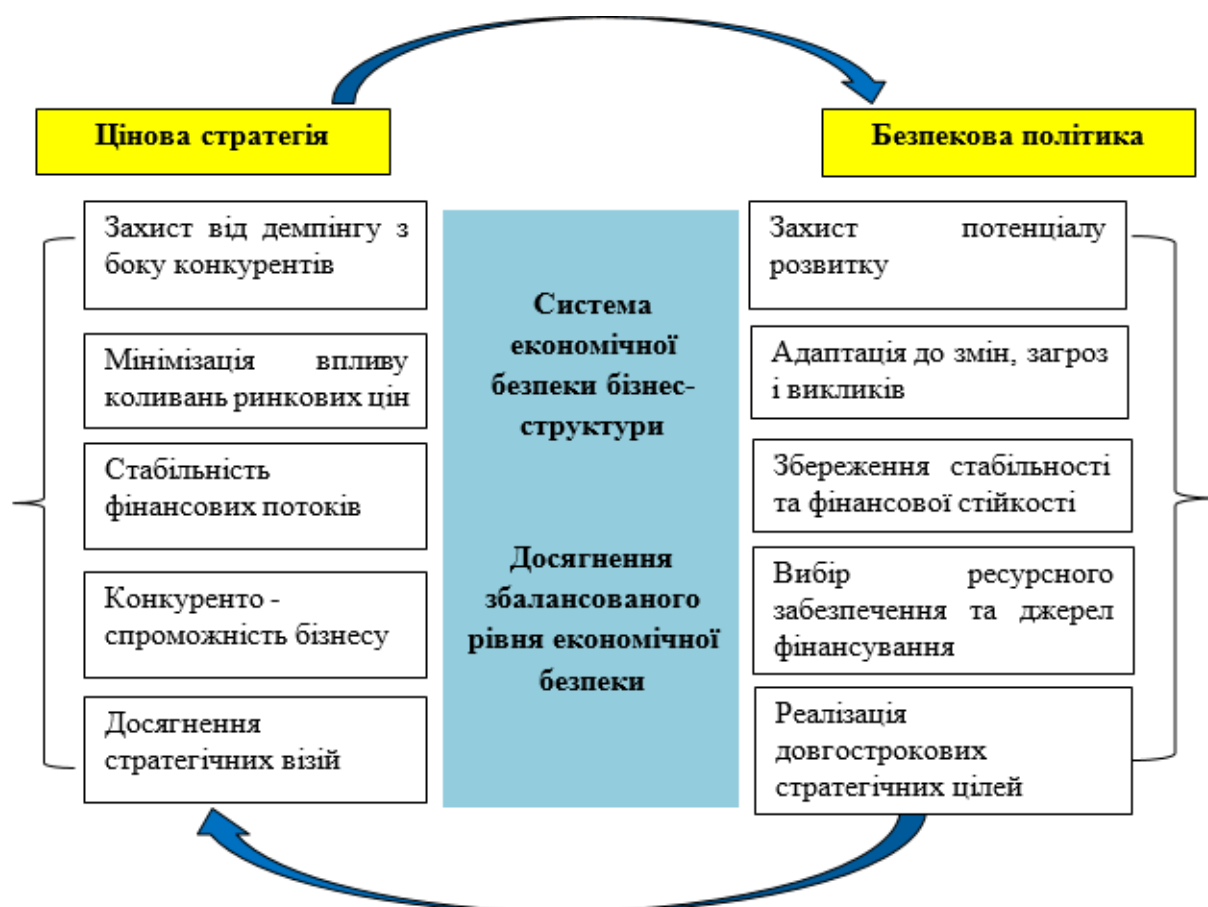 Цінова стратегія
Безпекова політика
Захист від демпінгу з
боку конкурентів
Мінімізація впливу
коливань ринкових цін
Стабільність
фінансових потоків
Конкуренто -
спроможність бізнесу
Досягнення
стратегічних візій
Система
економічної
безпеки бізнес-
структури
Досягнення
збалансованого
рівня економічної
безпеки
Захист потенціалу
розвитку
Адаптація до змін, загроз
і викликів
Збереження стабільності
та фінансової стійкості
Вибір ресурсного
забезпечення та джерел
фінансування
Реалізація
довгострокових
стратегічних цілей